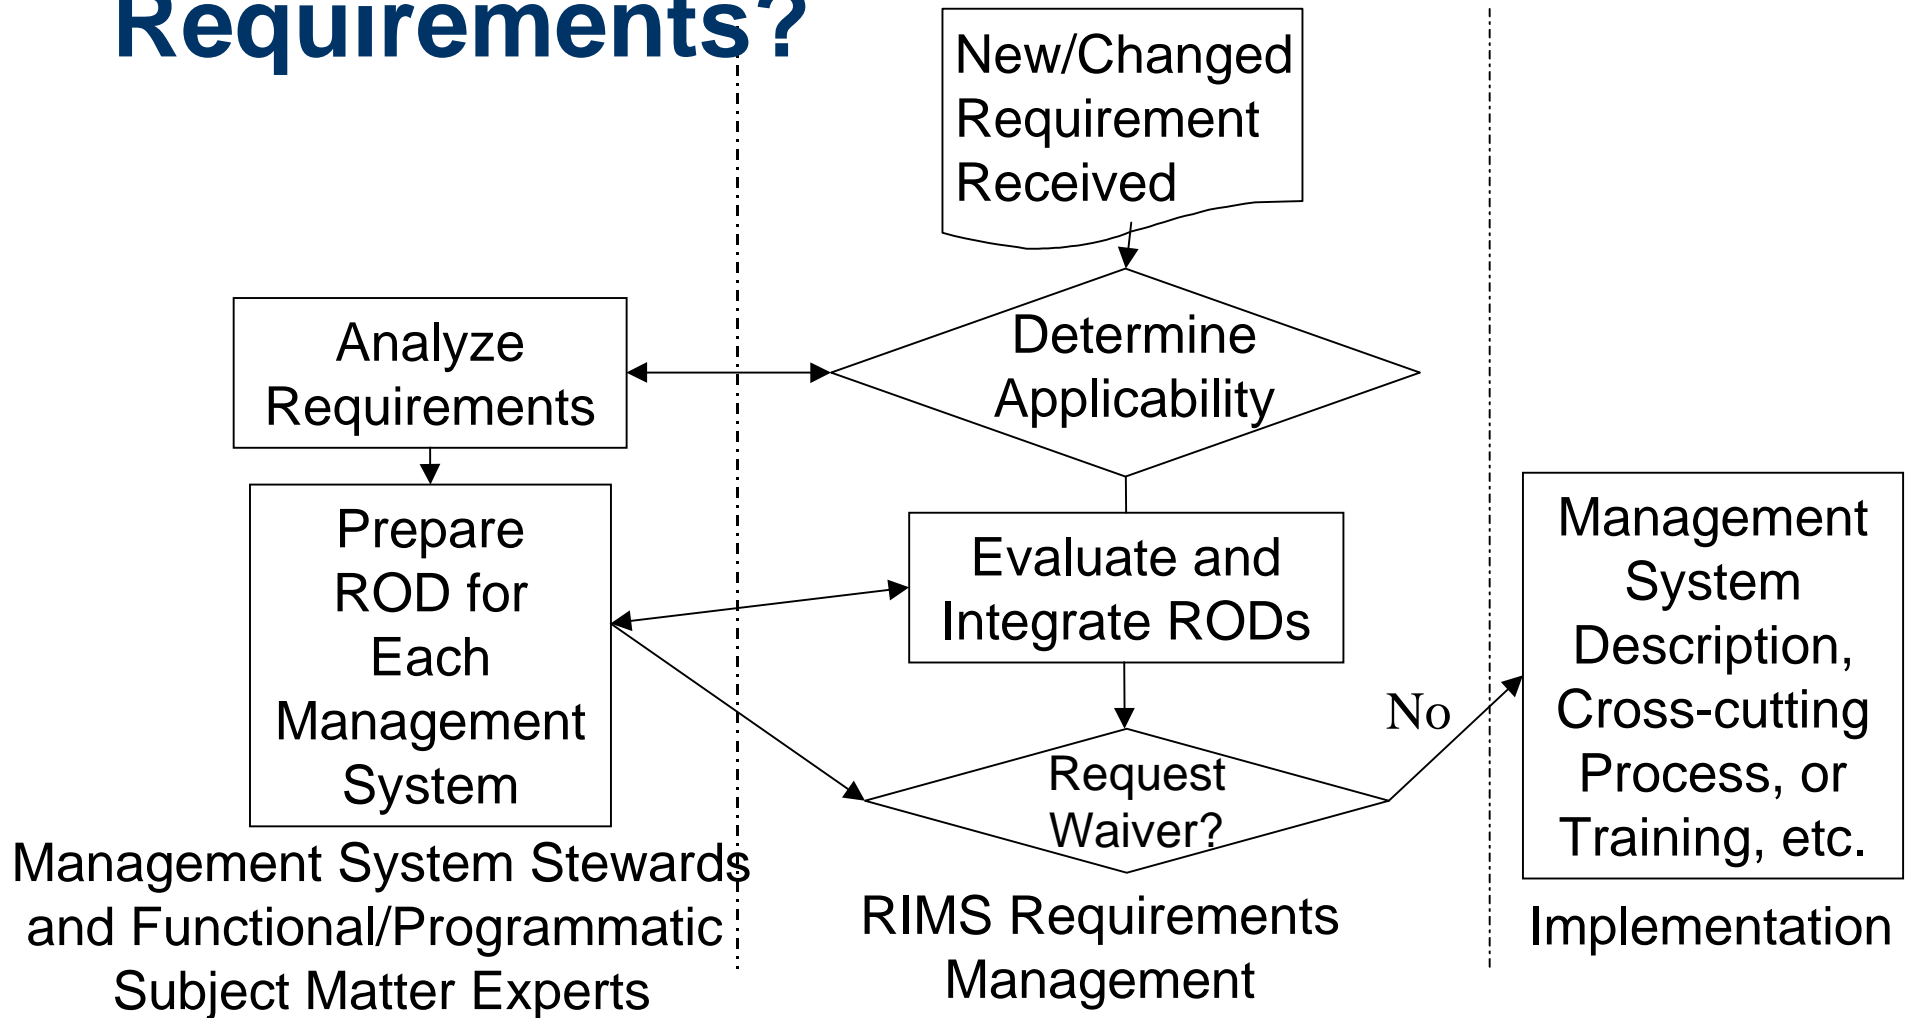 Requirements?
New/Changed
Requirement
Received
Determine
Applicability
Analyze
Requirements
Prepare
ROD for
Each
Management
System
Evaluate and
Integrate RODs
Request
Waiver?
No
Management
System
Description,
Cross-cutting
Process, or
Training, etc.
Management System Stewards
and Functional/Programmatic
Subject Matter Experts
RIMS Requirements
Management
Implementation